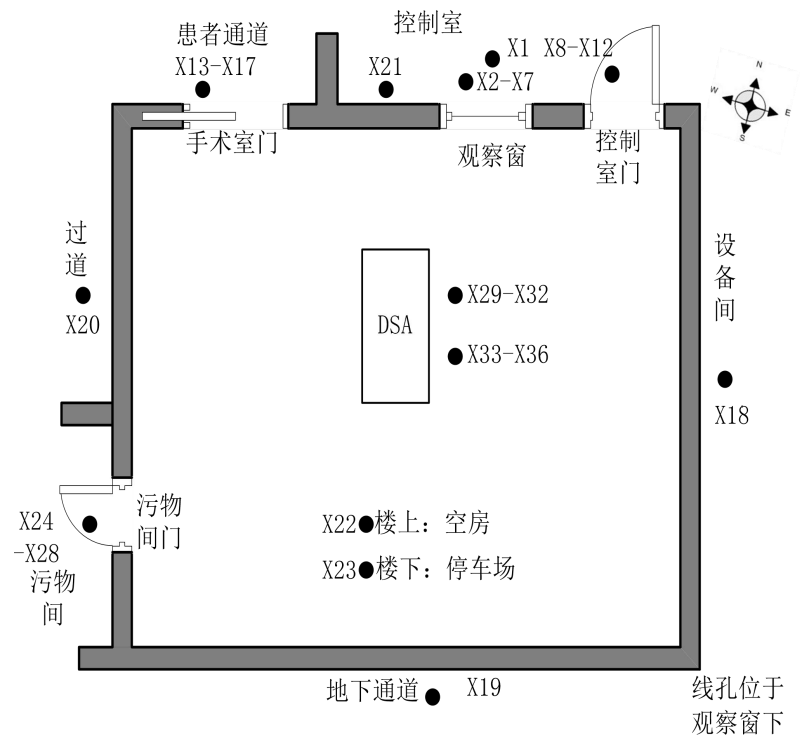 控制室
患者通道
X1
X8-X12
X13-X17
X21
X2-X7
N
W
E
S
手术室门
观察窗
控制
室门
过
道
X20
设
备
间
X29-X32
DSA
X33-X36
X18
污物
间门
X24
-X28
污物
间
X22
楼上：空房
X23
楼下：停车场
地下通道
X19
线孔位于
观察窗下